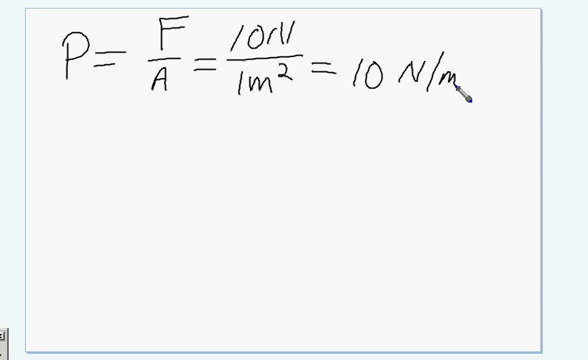 P = F/A = 10N/1m² = 10 N/m